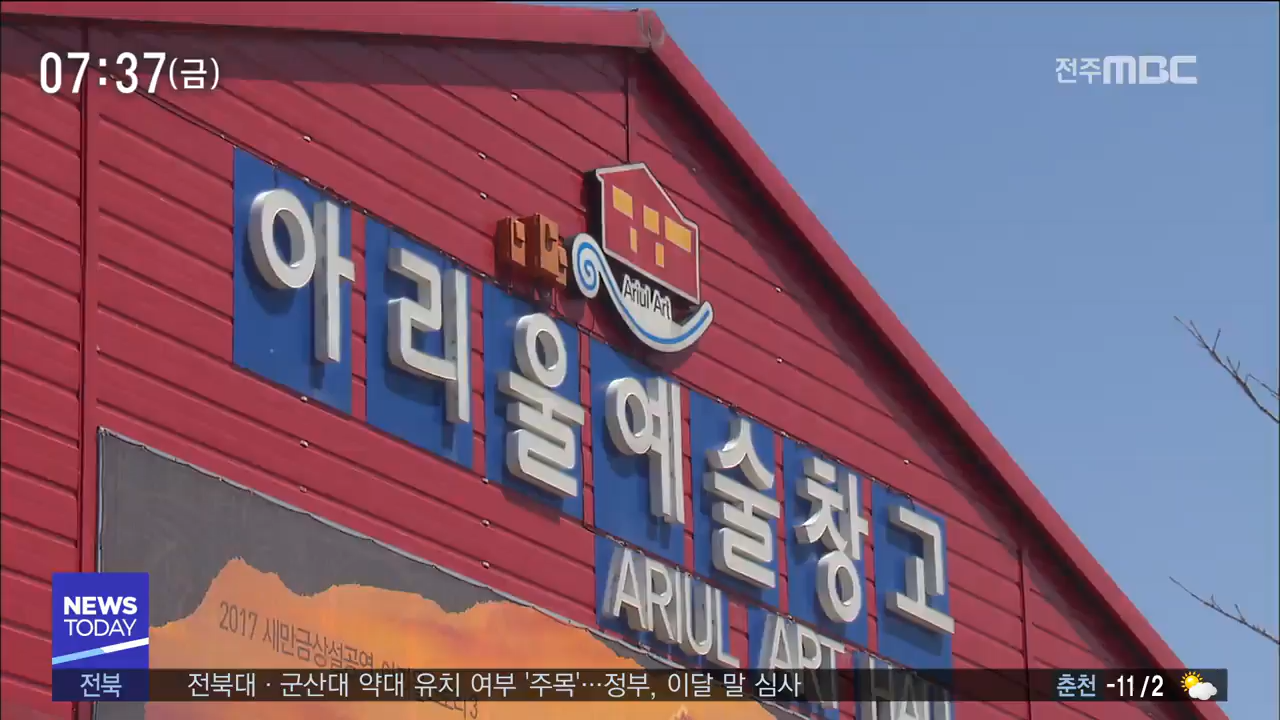 07:37(금)
전주MBC
Ariul Art
아리울예술창고
ARIUL ART HALL
2017 새만금상설공연
NEWS
TODAY
전북
전북대·군산대 약대 유치 여부 '주목'…정부, 이달 말 심사
춘천 -11/2